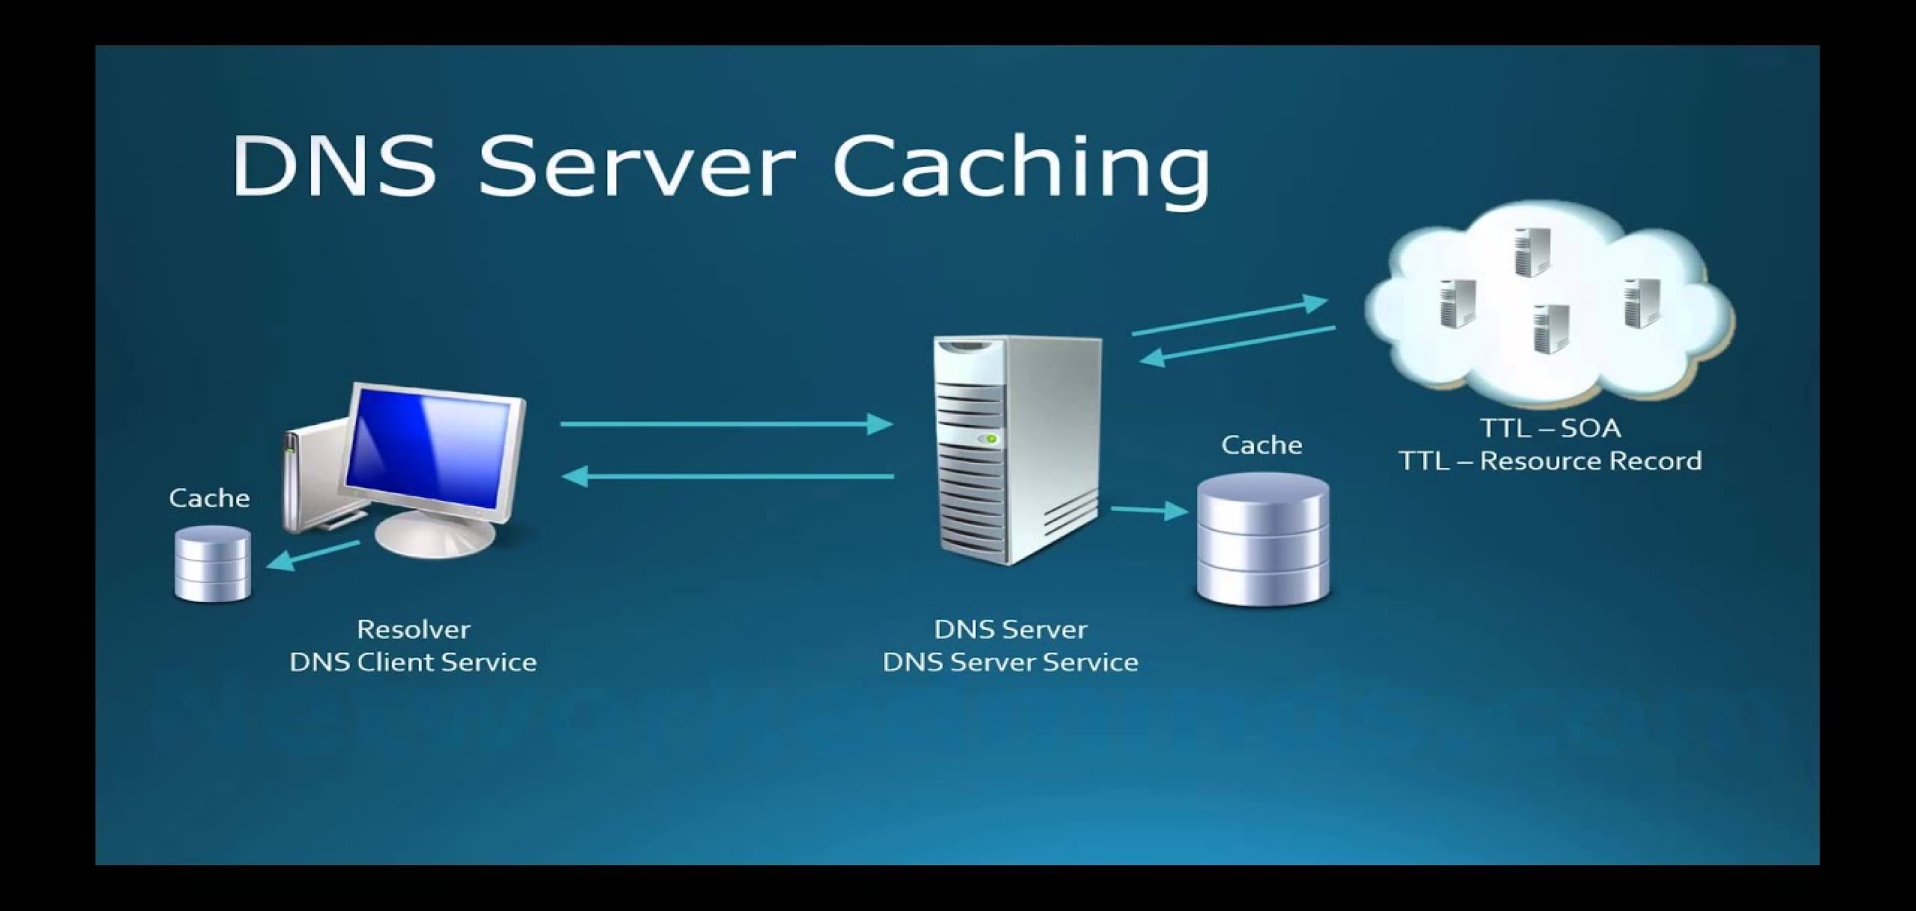 DNS Server Caching
TTL – SOA
TTL – Resource Record
Cache
Cache
Resolver
DNS Client Service
DNS Server
DNS Server Service